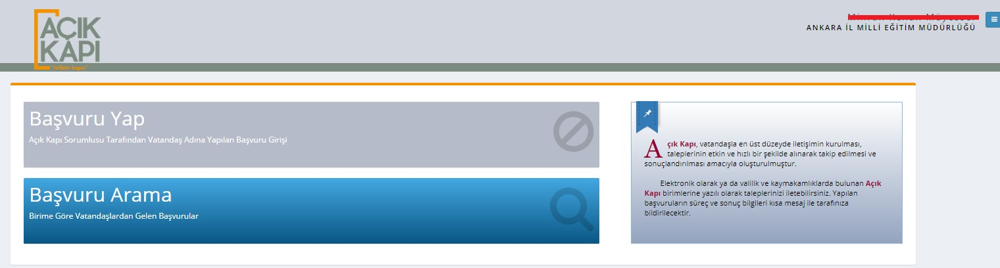 AÇIK
KAPI
"milletin kapısı"
ANKARA İL MİLLİ EĞİTİM MÜDÜRLÜĞÜ
Başvuru Yap
Açık Kapı Sorumlusu Tarafından Vatandaş Adına Yapılan Başvuru Girişi
Başvuru Arama
Birime Göre Vatandaşlardan Gelen Başvurular
Açık Kapı, vatandaşla en üst düzeyde iletişimin kurulması,
taleplerinin etkin ve hızlı bir şekilde alınarak takip edilmesi ve
sonuçlandırılması amacıyla oluşturulmuştur.
Elektronik olarak ya da valilik ve kaymakamlıklarda bulunan Açık
Kapı birimlerine yazılı olarak taleplerinizi iletebilirsiniz. Yapılan
başvuruların süreç ve sonuç bilgileri kısa mesaj ile tarafınıza
bildirilecektir.